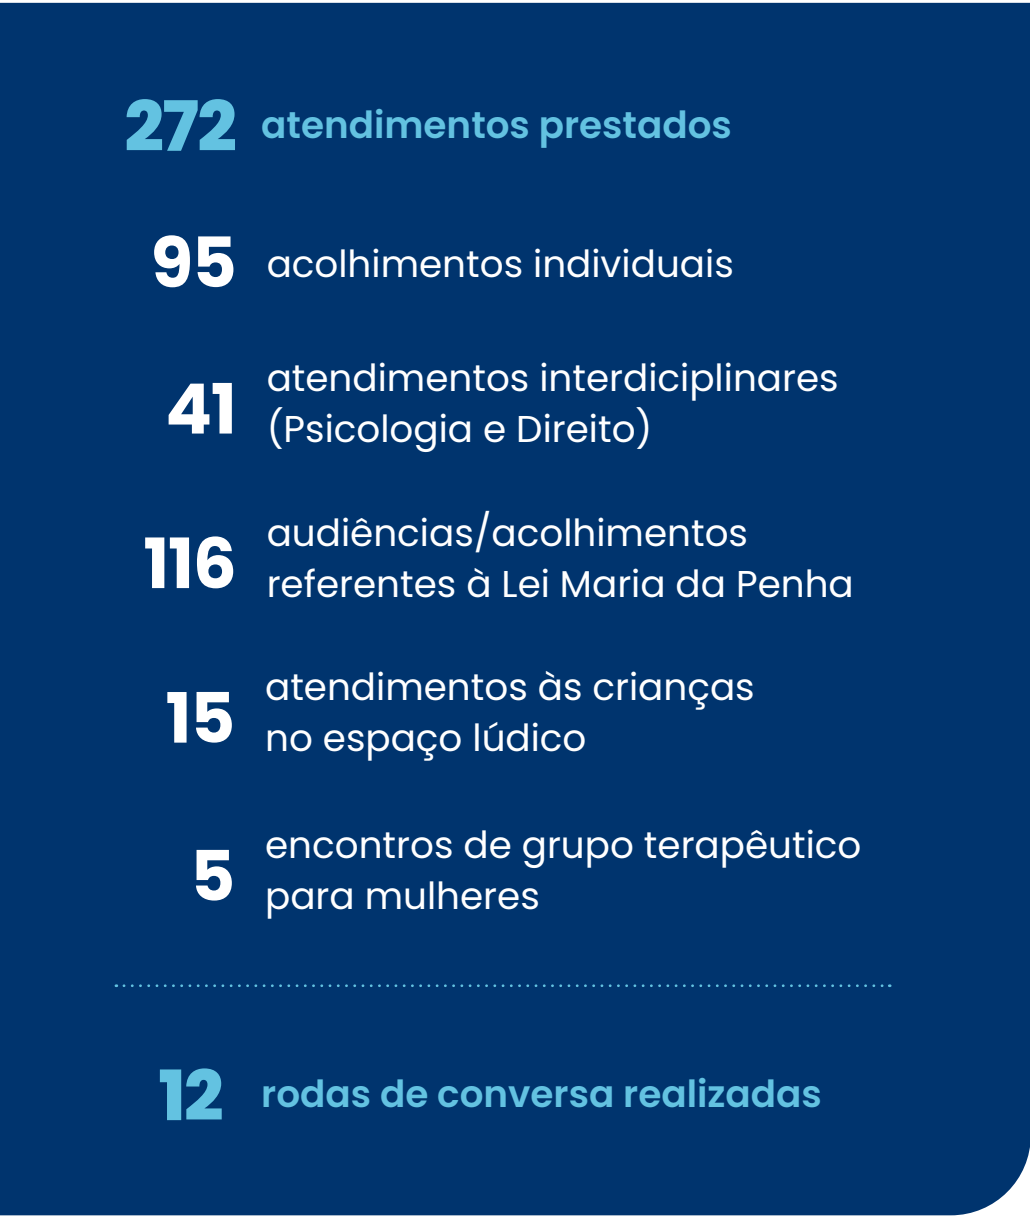 272 atendimentos prestados
95 acolhimentos individuais
41 atendimentos interdiciplinares
(Psicologia e Direito)
116 audiências/acolhimentos
referentes à Lei Maria da Penha
15 atendimentos às crianças
no espaço lúdico
5 encontros de grupo terapêutico
para mulheres
12 rodas de conversa realizadas